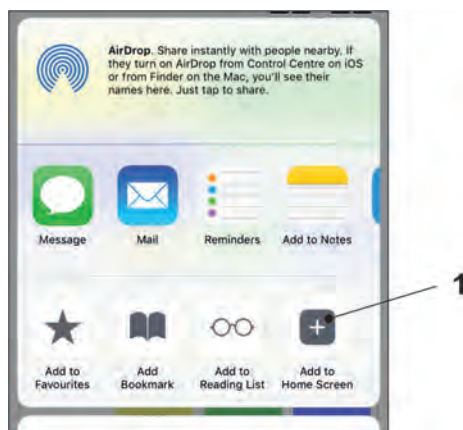 AirDrop. Share instantly with people nearby. If
they turn on AirDrop from Control Centre on iOS
or from Finder on the Mac, you'll see their
names here. Just tap to share.
Message Mail Reminders Add to Notes
1
Add to Favourites
Add Bookmark
Add to Reading List
Add to Home Screen